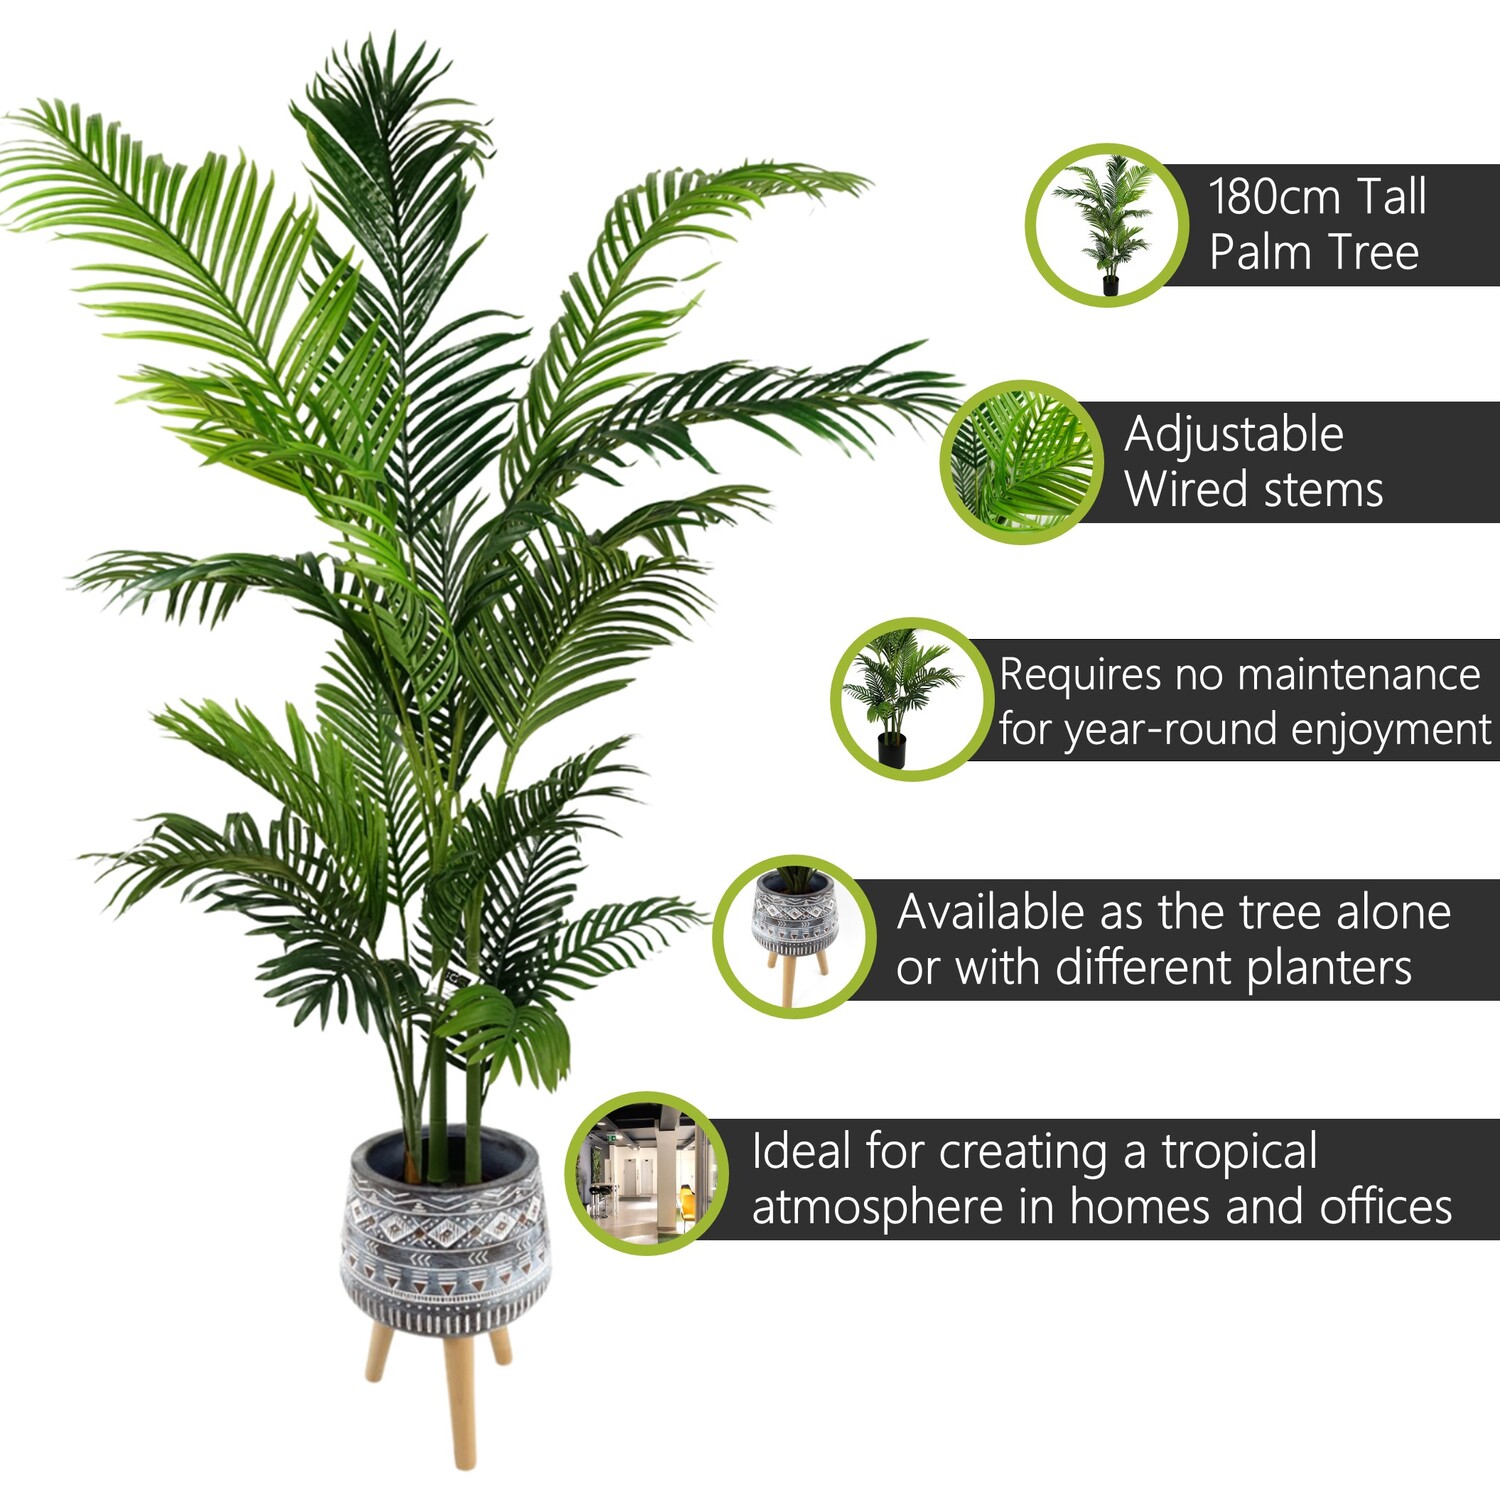 180cm Tall
Palm Tree
Adjustable
Wired stems
Requires no maintenance
for year-round enjoyment
Available as the tree alone
or with different planters
Ideal for creating a tropical
atmosphere in homes and offices